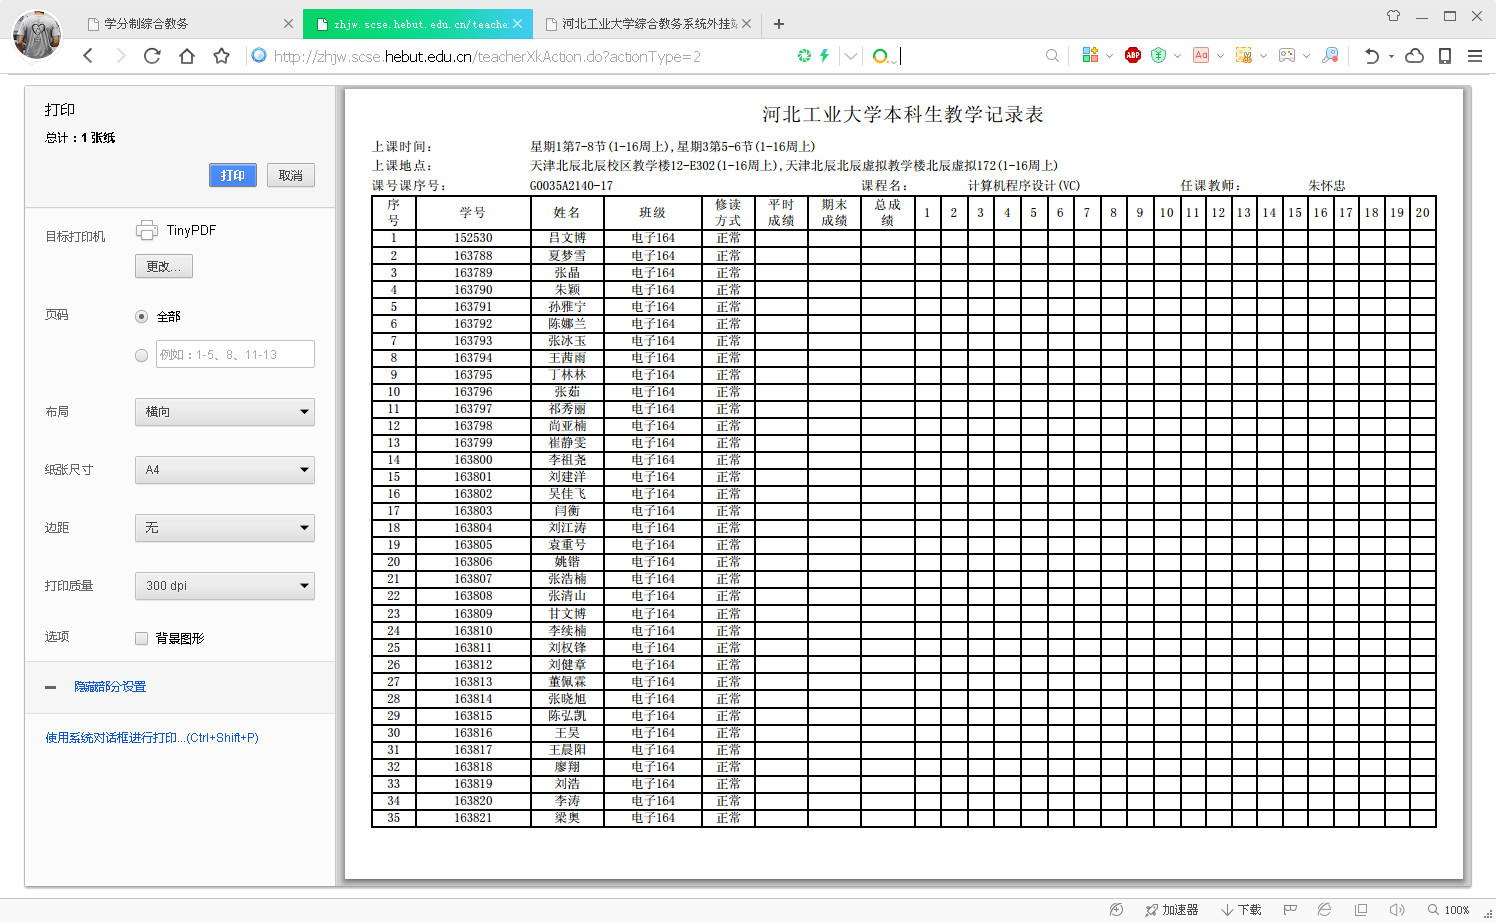 学分制综合教务
zhjw.scse.hebut.edu.cn/teache
河北工业大学综合教务系统外挂
http://zhjw.scse.hebut.edu.cn/teacherXkAction.do?actionType=2
打印
总计：1 张纸
打印 取消
目标打印机 TinyPDF
更改...
页码 全部
例如：1-5、8、11-13
布局 横向
纸张尺寸 A4
边距 无
打印质量 300 dpi
选项 背景图形
隐藏部分设置
使用系统对话框进行打印...(Ctrl+Shift+P)
河北工业大学本科生教学记录表
上课时间： 星期1第7-8节(1-16周上),星期3第5-6节(1-16周上)
上课地点： 天津北辰北辰校区教学楼12-E302(1-16周上),天津北辰北辰虚拟教学楼北辰虚拟172(1-16周上)
课号课序号： G0035A2140-17 课程名： 计算机程序设计(VC) 任课教师： 朱怀忠
序号 学号 姓名 班级 修读方式 平时成绩 期末成绩 总成绩 1 2 3 4 5 6 7 8 9 10 11 12 13 14 15 16 17 18 19 20
1 152530 吕文博 电子164 正常
2 163788 夏梦雪 电子164 正常
3 163789 张晶 电子164 正常
4 163790 朱颖 电子164 正常
5 163791 孙雅宁 电子164 正常
6 163792 陈娜兰 电子164 正常
7 163793 张冰玉 电子164 正常
8 163794 王茜雨 电子164 正常
9 163795 丁林林 电子164 正常
10 163796 张茹 电子164 正常
11 163797 祁秀丽 电子164 正常
12 163798 尚亚楠 电子164 正常
13 163799 崔静雯 电子164 正常
14 163800 李祖尧 电子164 正常
15 163801 刘建洋 电子164 正常
16 163802 吴佳飞 电子164 正常
17 163803 闫衡 电子164 正常
18 163804 刘江涛 电子164 正常
19 163805 袁重号 电子164 正常
20 163806 姚锴 电子164 正常
21 163807 张浩楠 电子164 正常
22 163808 张清山 电子164 正常
23 163809 甘文博 电子164 正常
24 163810 李续楠 电子164 正常
25 163811 刘权锋 电子164 正常
26 163812 刘健章 电子164 正常
27 163813 董佩霖 电子164 正常
28 163814 张晓旭 电子164 正常
29 163815 陈弘凯 电子164 正常
30 163816 王昊 电子164 正常
31 163817 王晨阳 电子164 正常
32 163818 廖翔 电子164 正常
33 163819 刘浩 电子164 正常
34 163820 李涛 电子164 正常
35 163821 梁奥 电子164 正常
加速器 下载 100%